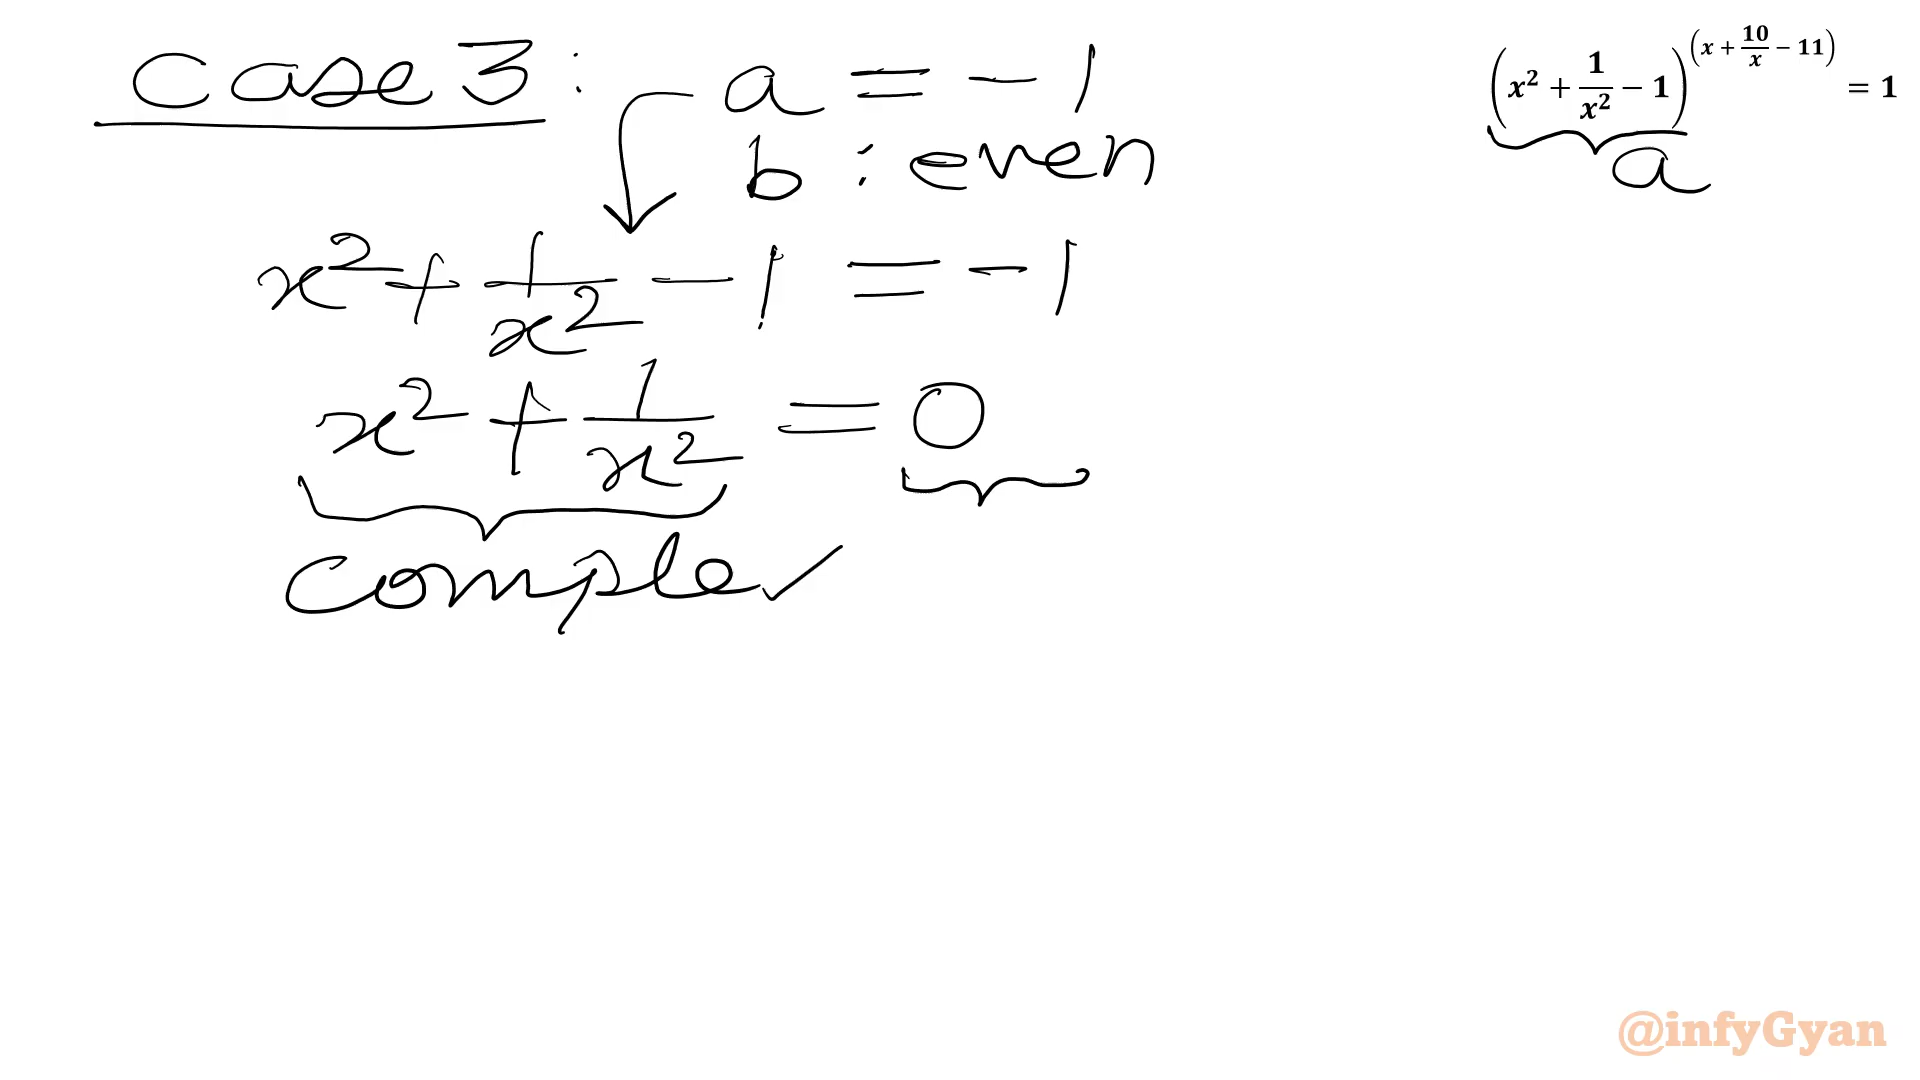 case 3 : a = -1
b : even
x² + 1/x² - 1 = -1
x² + 1/x² = 0
complex
(x² + 1/x² − 1)^(x + 10/x − 11) = 1
a
@infyGyan